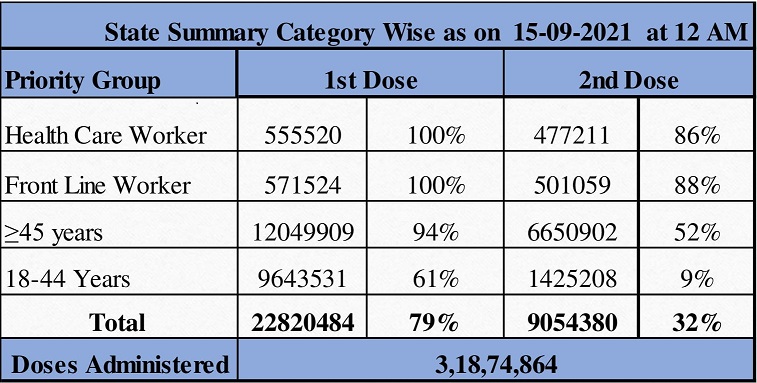 State Summary Category Wise as on 15-09-2021 at 12 AM
Priority Group 1st Dose 2nd Dose
Health Care Worker 555520 100% 477211 86%
Front Line Worker 571524 100% 501059 88%
≥45 years 12049909 94% 6650902 52%
18-44 Years 9643531 61% 1425208 9%
Total 22820484 79% 9054380 32%
Doses Administered 3,18,74,864